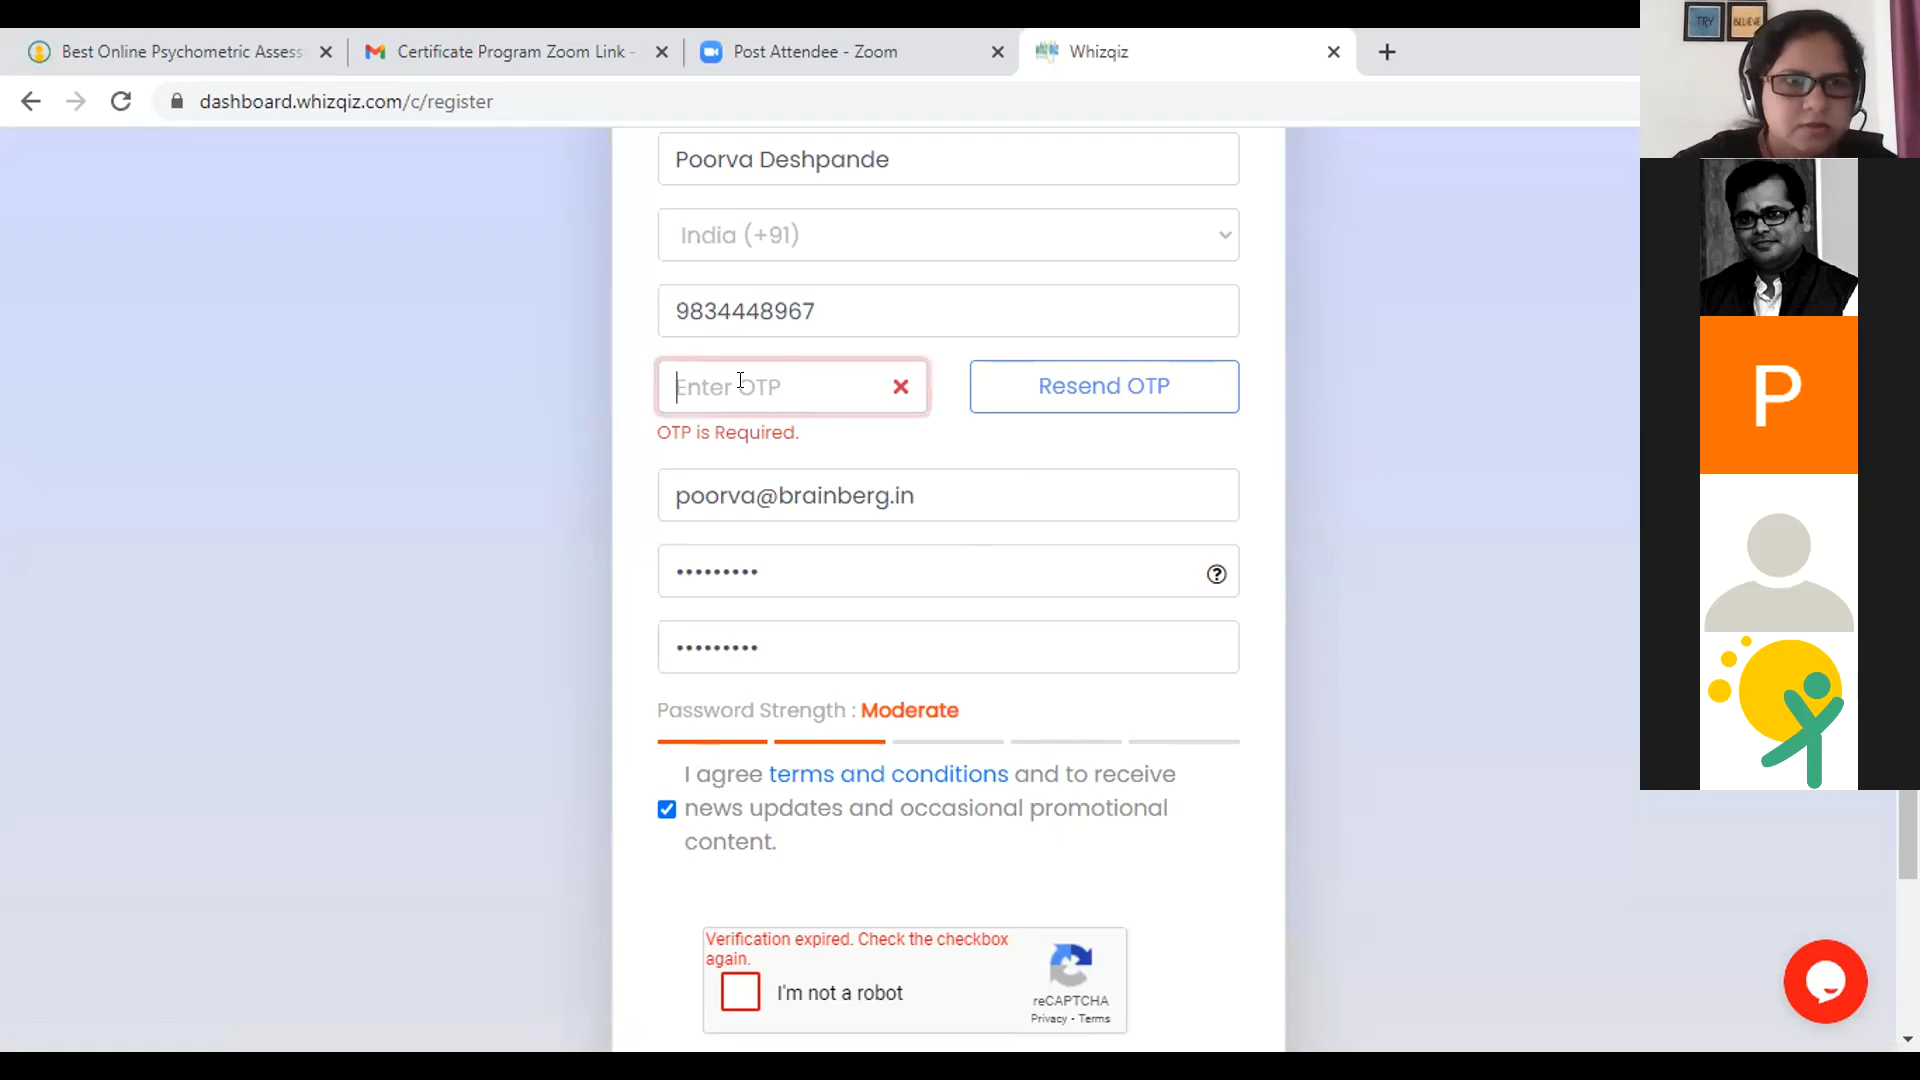 Best Online Psychometric Assess
Certificate Program Zoom Link -
Post Attendee - Zoom
Whizqiz
dashboard.whizqiz.com/c/register
TRY
BELIEVE
Poorva Deshpande
India (+91)
9834448967
Enter OTP
Resend OTP
OTP is Required.
poorva@brainberg.in
Password Strength : Moderate
I agree terms and conditions and to receive
news updates and occasional promotional
content.
Verification expired. Check the checkbox
again.
I'm not a robot
reCAPTCHA
Privacy - Terms
P